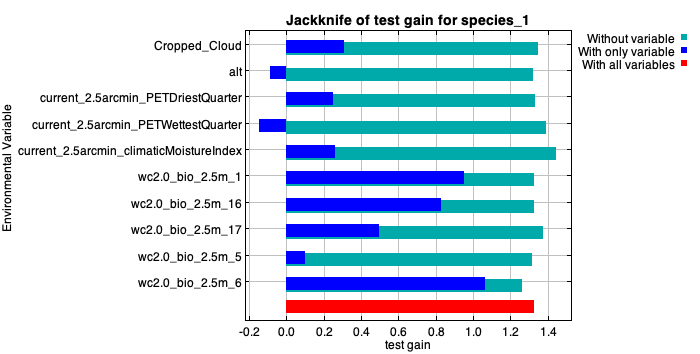 Jackknife of test gain for species_1
Without variable
With only variable
With all variables
Environmental Variable
Cropped_Cloud
alt
current_2.5arcmin_PETDriestQuarter
current_2.5arcmin_PETWettestQuarter
current_2.5arcmin_climaticMoistureIndex
wc2.0_bio_2.5m_1
wc2.0_bio_2.5m_16
wc2.0_bio_2.5m_17
wc2.0_bio_2.5m_5
wc2.0_bio_2.5m_6
-0.2 0.0 0.2 0.4 0.6 0.8 1.0 1.2 1.4
test gain